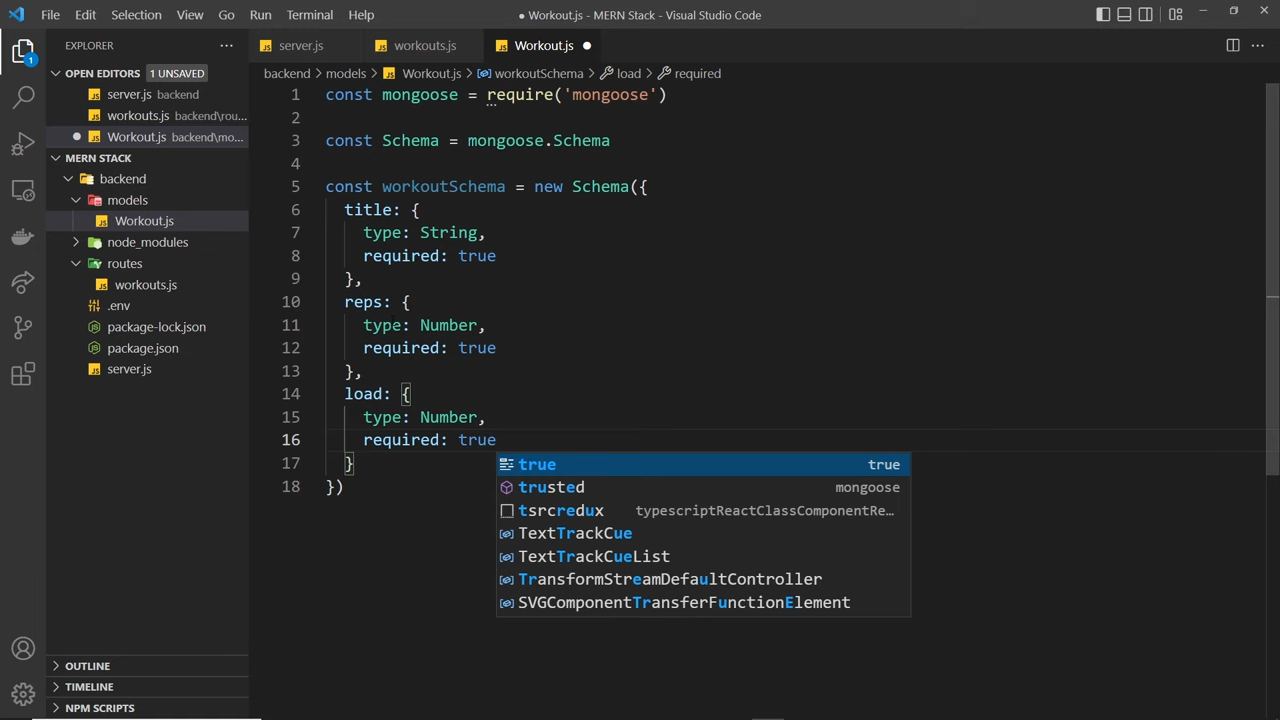 File Edit Selection View Go Run Terminal Help
● Workout.js - MERN Stack - Visual Studio Code
EXPLORER
OPEN EDITORS 1 UNSAVED
server.js backend
workouts.js backend\rou...
Workout.js backend\mo...
MERN STACK
backend
models
Workout.js
node_modules
routes
workouts.js
.env
package-lock.json
package.json
server.js
OUTLINE
TIMELINE
NPM SCRIPTS
1
server.js workouts.js Workout.js
backend > models > Workout.js > workoutSchema > load > required
1 const mongoose = require('mongoose')
2
3 const Schema = mongoose.Schema
4
5 const workoutSchema = new Schema({
6 title: {
7 type: String,
8 required: true
9 },
10 reps: {
11 type: Number,
12 required: true
13 },
14 load: {
15 type: Number,
16 required: true
17 }
18 })
true true
trusted mongoose
tsrcredux typescriptReactClassComponentRe...
TextTrackCue
TextTrackCueList
TransformStreamDefaultController
SVGComponentTransferFunctionElement